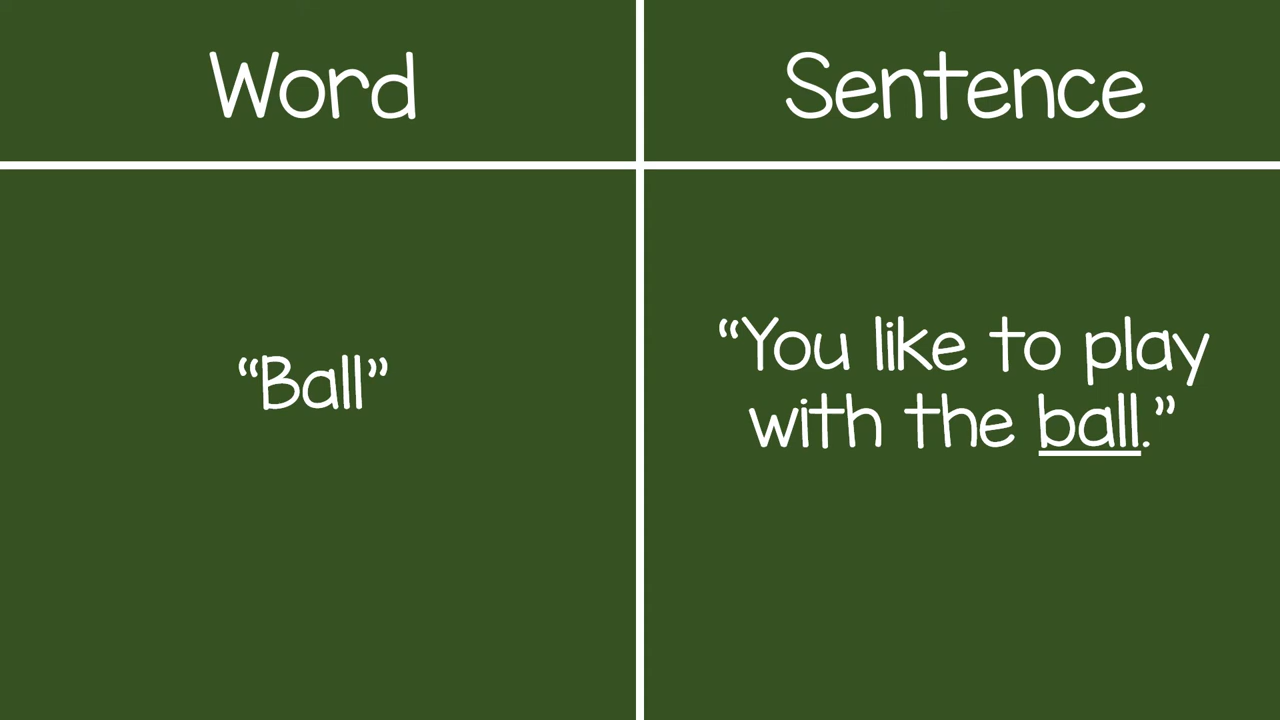 Word
Sentence
“Ball”
“You like to play
with the ball.”